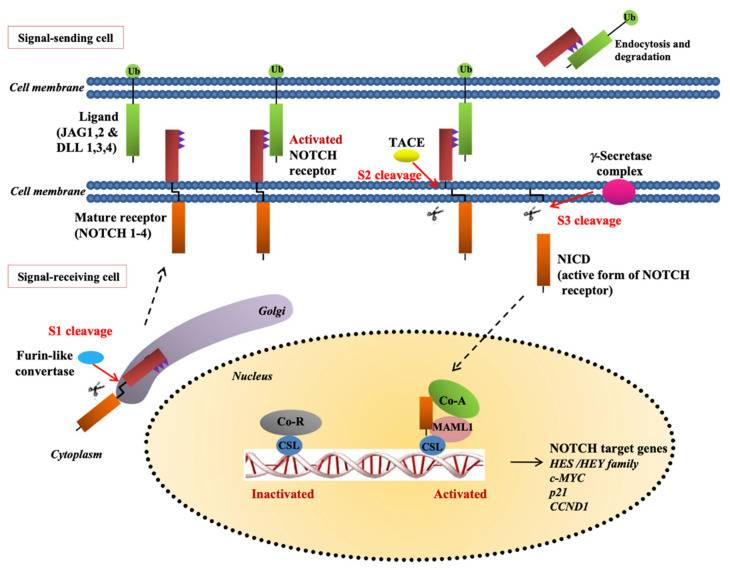 Signal-sending cell
Ub
Endocytosis and
degradation
Ub
Ub
Ub
Cell membrane
Ligand
(JAG1,2 &
DLL 1,3,4)
Activated
NOTCH
receptor
TACE
γ-Secretase
complex
S2 cleavage
Cell membrane
Mature receptor
(NOTCH 1-4)
S3 cleavage
NICD
(active form of NOTCH
receptor)
Signal-receiving cell
Golgi
S1 cleavage
Furin-like
convertase
Nucleus
Cytoplasm
Co-R
CSL
Co-A
MAML1
CSL
Inactivated
Activated
NOTCH target genes
HES /HEY family
c-MYC
p21
CCND1